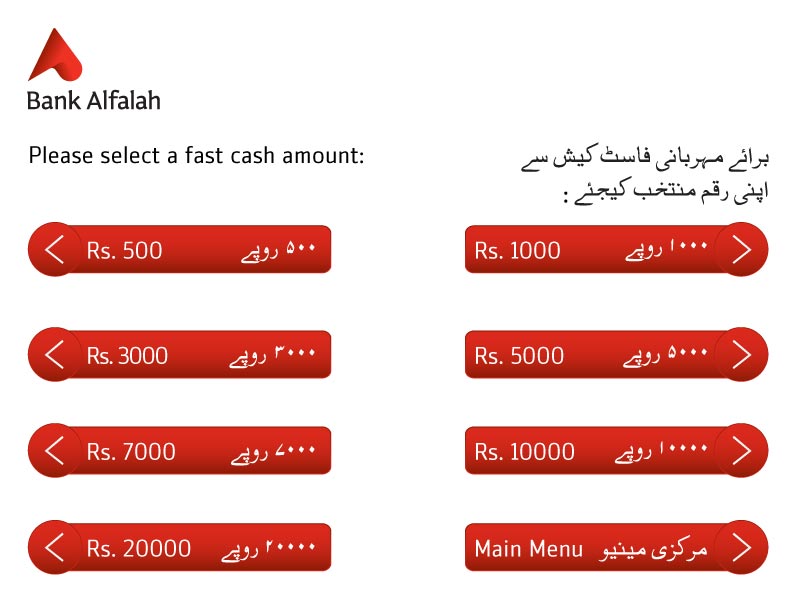 Bank Alfalah
Please select a fast cash amount:
برائے مہربانی فاسٹ کیش سے
اپنی رقم منتخب کیجئے :
Rs. 500 ۵۰۰ روپے
Rs. 1000 ۱۰۰۰ روپے
Rs. 3000 ۳۰۰۰ روپے
Rs. 5000 ۵۰۰۰ روپے
Rs. 7000 ۷۰۰۰ روپے
Rs. 10000 ۱۰۰۰۰ روپے
Rs. 20000 ۲۰۰۰۰ روپے
Main Menu مرکزی مینیو